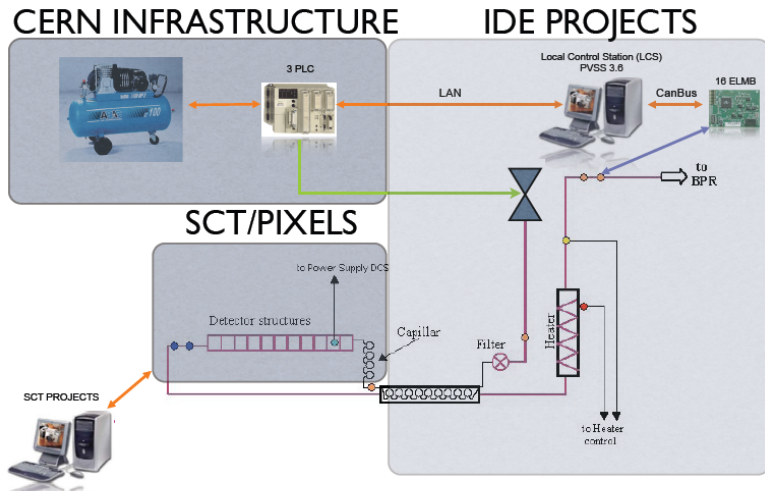 CERN INFRASTRUCTURE
IDE PROJECTS
3 PLC
Local Control Station (LCS)
PVSS 3.6
16 ELMB
LAN
CanBus
to
BPR
SCT/PIXELS
to Power Supply DCS
Detector structures
Capillar
Filter
Heater
SCT PROJECTS
to Heater
control